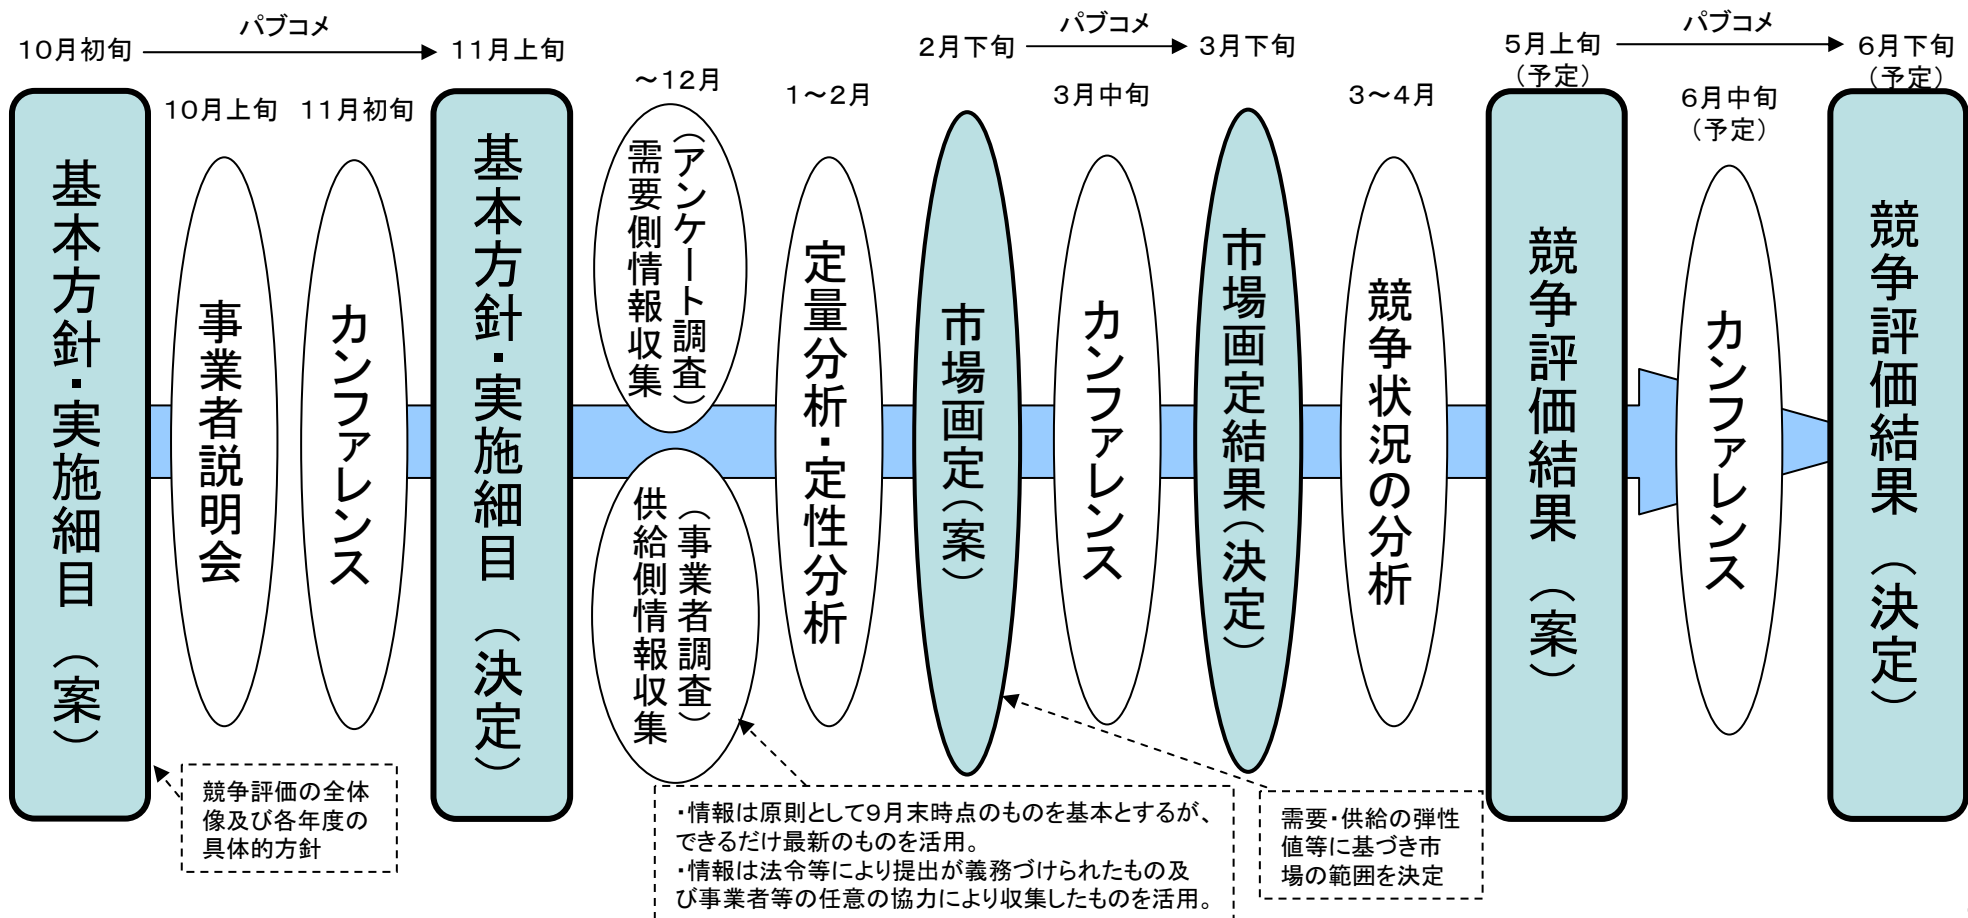 パブコメ
10月初旬
11月上旬
パブコメ
2月下旬
3月下旬
パブコメ
5月上旬
(予定)
6月下旬
(予定)
10月上旬
11月初旬
~12月
1~2月
3月中旬
3~4月
6月中旬
(予定)
基本方針・実施細目 (案)
事業者説明会
カンファレンス
基本方針・実施細目 (決定)
(アンケート調査)
需要側情報収集
(事業者調査)
供給側情報収集
定量分析・定性分析
市場画定(案)
カンファレンス
市場画定結果(決定)
競争状況の分析
競争評価結果 (案)
カンファレンス
競争評価結果 (決定)
競争評価の全体
像及び各年度の
具体的方針
・情報は原則として9月末時点のものを基本とするが、
できるだけ最新のものを活用。
・情報は法令等により提出が義務づけられたもの及
び事業者等の任意の協力により収集したものを活用。
需要・供給の弾性
値等に基づき市
場の範囲を決定